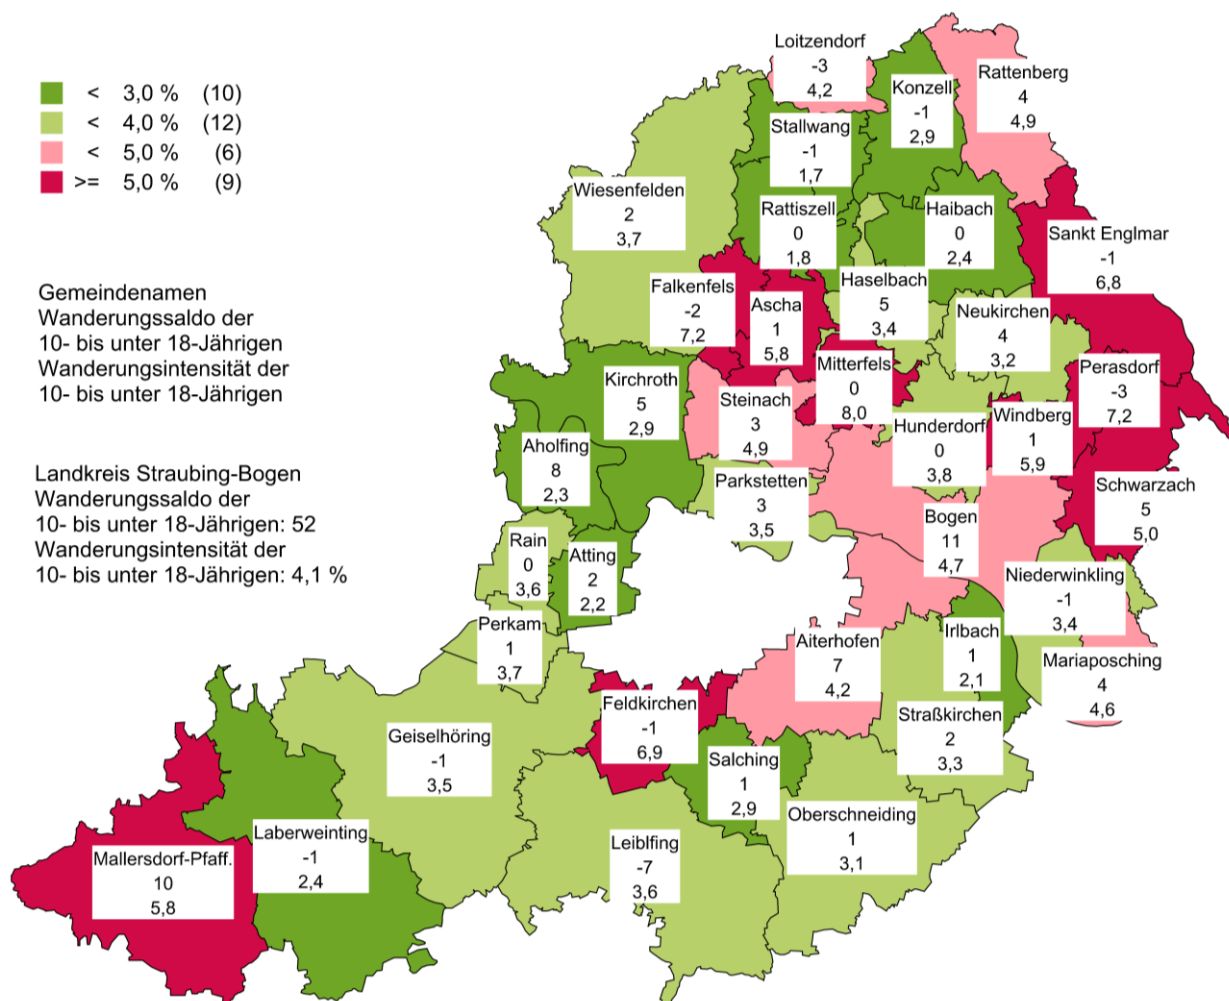 < 3,0 % (10)
< 4,0 % (12)
< 5,0 % (6)
>= 5,0 % (9)
Gemeindenamen
Wanderungssaldo der
10- bis unter 18-Jährigen
Wanderungsintensität der
10- bis unter 18-Jährigen
Landkreis Straubing-Bogen
Wanderungssaldo der
10- bis unter 18-Jährigen: 52
Wanderungsintensität der
10- bis unter 18-Jährigen: 4,1 %
Loitzendorf
-3
4,2
Konzell
-1
2,9
Rattenberg
4
4,9
Stallwang
-1
1,7
Wiesenfelden
2
3,7
Rattiszell
0
1,8
Haibach
0
2,4
Sankt Englmar
-1
6,8
Falkenfels
-2
7,2
Ascha
1
5,8
Haselbach
5
3,4
Neukirchen
4
3,2
Kirchroth
5
2,9
Steinach
3
4,9
Mitterfels
0
8,0
Perasdorf
-3
7,2
Hunderdorf
0
3,8
Windberg
1
5,9
Aholfing
8
2,3
Parkstetten
3
3,5
Schwarzach
5
5,0
Bogen
11
4,7
Rain
0
3,6
Atting
2
2,2
Niederwinkling
-1
3,4
Perkam
1
3,7
Aiterhofen
7
4,2
Irlbach
1
2,1
Mariaposching
4
4,6
Feldkirchen
-1
6,9
Straßkirchen
2
3,3
Geiselhöring
-1
3,5
Salching
1
2,9
Oberschneiding
1
3,1
Laberweinting
-1
2,4
Leiblfing
-7
3,6
Mallersdorf-Pfaff.
10
5,8